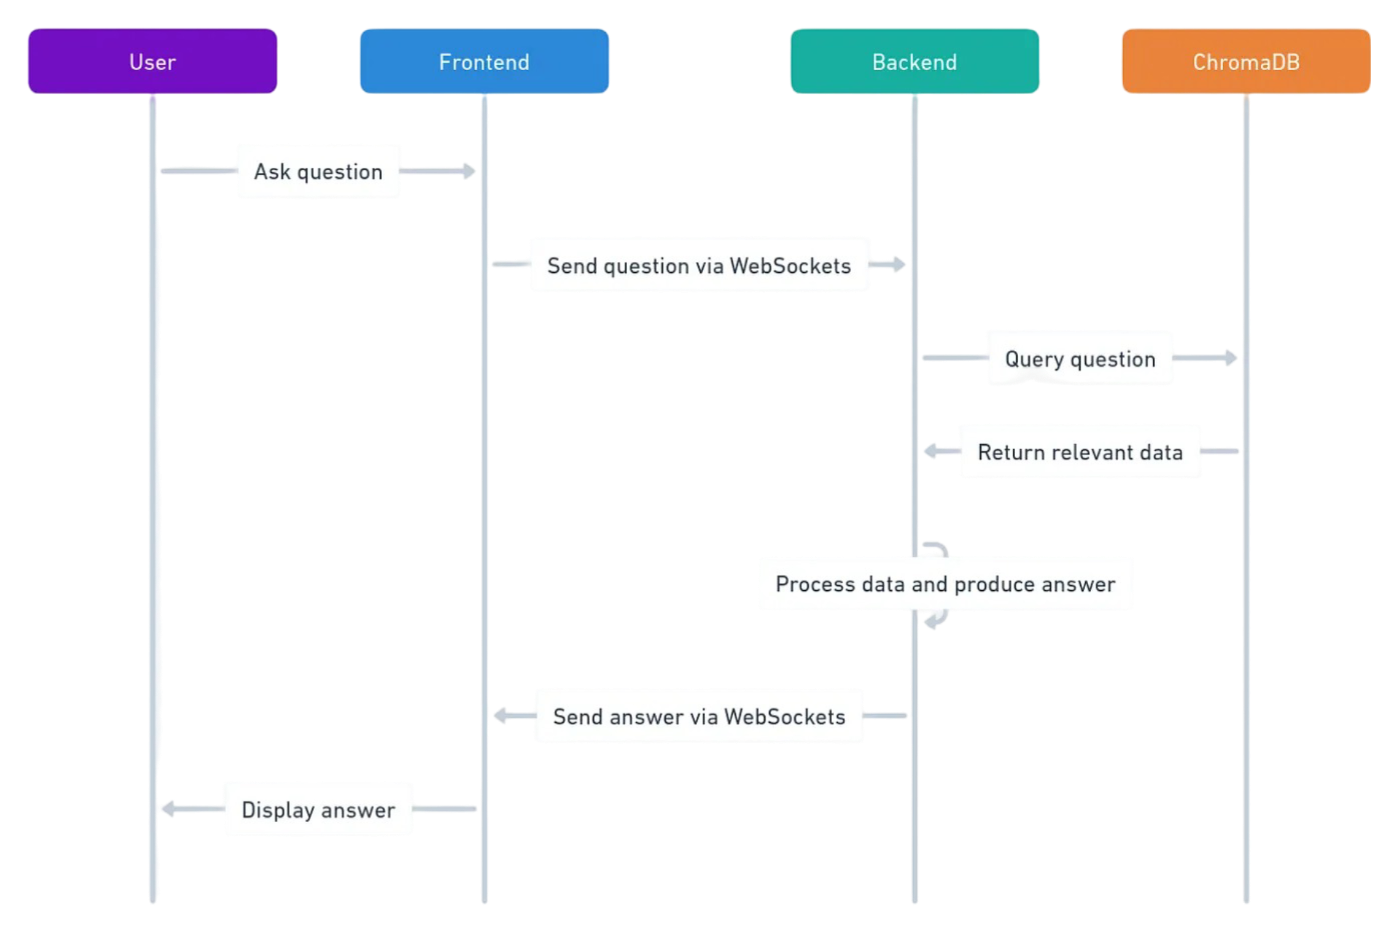 User
Frontend
Backend
ChromaDB
Ask question
Send question via WebSockets
Query question
Return relevant data
Process data and produce answer
Send answer via WebSockets
Display answer